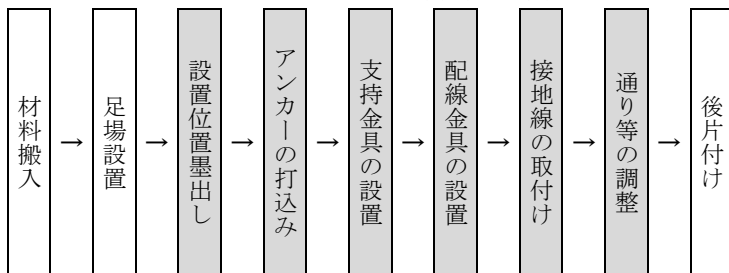 材料搬入
→
足場設置
→
設置位置墨出し
→
アンカーの打込み
→
支持金具の設置
→
配線金具の設置
→
接地線の取付け
→
通り等の調整
→
後片付け